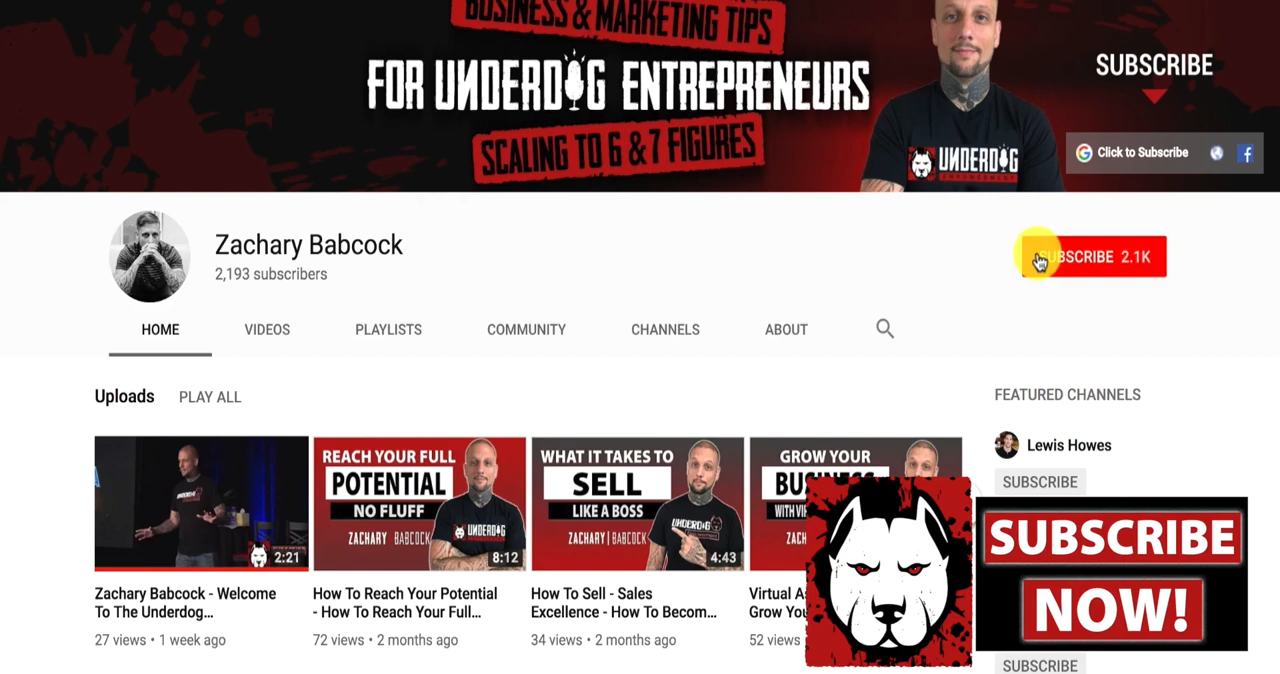 BUSINESS & MARKETING TIPS
FOR UNDERDOG ENTREPRENEURS
SCALING TO 6 & 7 FIGURES
SUBSCRIBE
UNDERDOG
EMPOWERMENT
Click to Subscribe
Zachary Babcock
2,193 subscribers
SUBSCRIBE 2.1K
HOME VIDEOS PLAYLISTS COMMUNITY CHANNELS ABOUT
Uploads PLAY ALL
FEATURED CHANNELS
Lewis Howes
SUBSCRIBE
2:21
REACH YOUR FULL
POTENTIAL
NO FLUFF
ZACHARY BABCOCK
UNDERDOG
8:12
WHAT IT TAKES TO
SELL
LIKE A BOSS
ZACHARY | BABCOCK
UNDERDOG
4:43
GROW YOUR
Zachary Babcock - Welcome
To The Underdog...
27 views • 1 week ago
How To Reach Your Potential
- How To Reach Your Full...
72 views • 2 months ago
How To Sell - Sales
Excellence - How To Becom...
34 views • 2 months ago
Virtual
Grow
52 views
SUBSCRIBE
NOW!
SUBSCRIBE